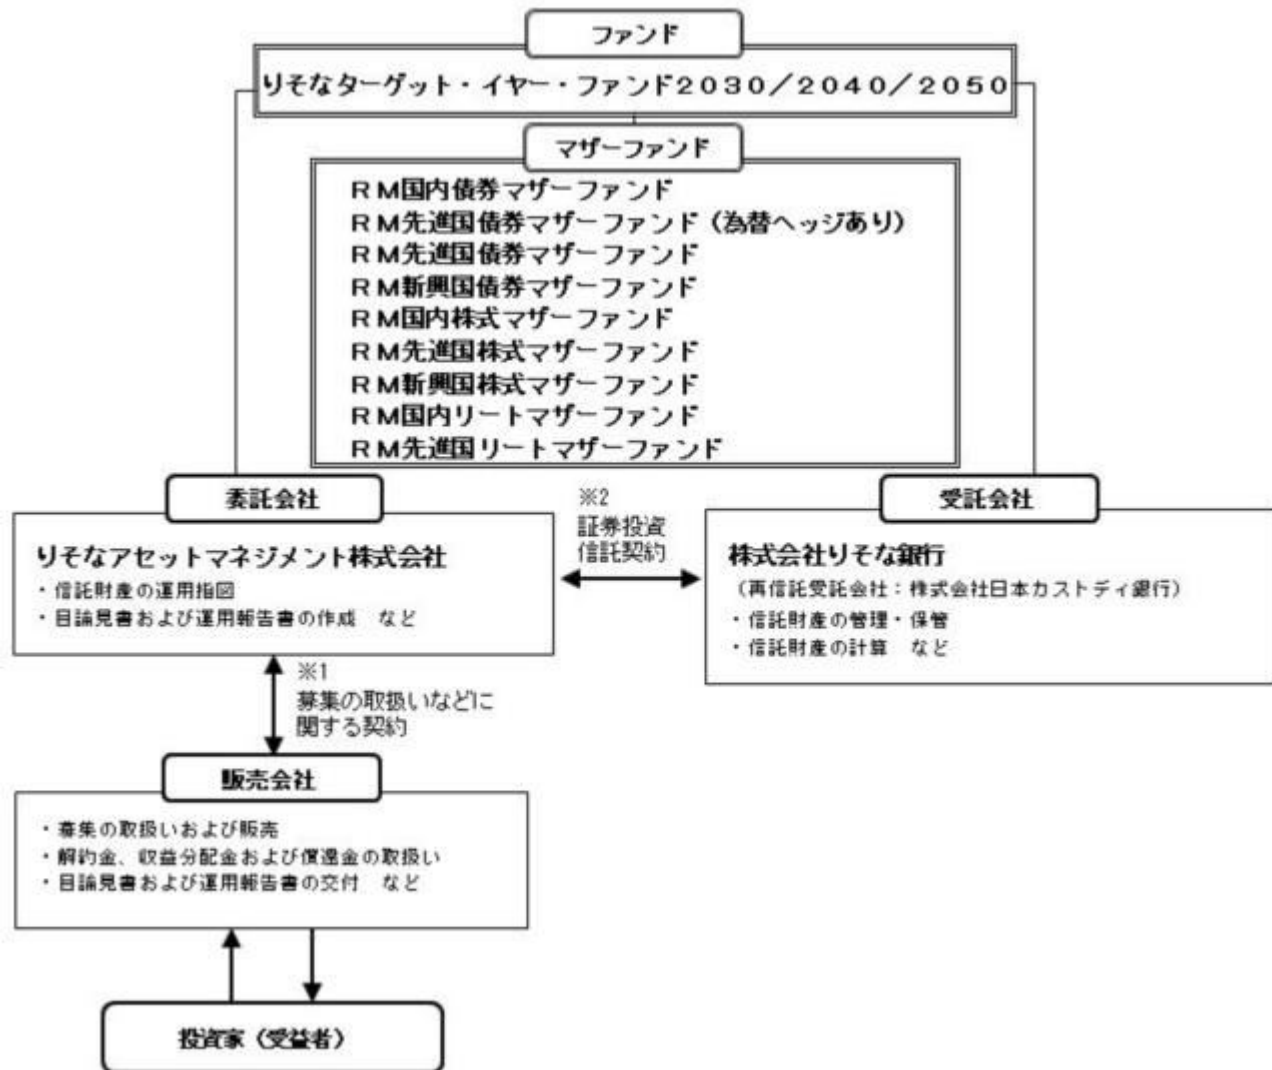 ファンド
りそなターゲット・イヤー・ファンド2030／2040／2050
マザーファンド
RM国内債券マザーファンド
RM先進国債券マザーファンド（為替ヘッジあり）
RM先進国債券マザーファンド
RM新興国債券マザーファンド
RM国内株式マザーファンド
RM先進国株式マザーファンド
RM新興国株式マザーファンド
RM国内リートマザーファンド
RM先進国リートマザーファンド
委託会社
りそなアセットマネジメント株式会社
・信託財産の運用指図
・目論見書および運用報告書の作成　など
※2
証券投資
信託契約
受託会社
株式会社りそな銀行
（再信託受託会社：株式会社日本カストディ銀行）
・信託財産の管理・保管
・信託財産の計算　など
※1
募集の取扱いなどに
関する契約
販売会社
・募集の取扱いおよび販売
・解約金、収益分配金および償還金の取扱い
・目論見書および運用報告書の交付　など
投資家（受益者）